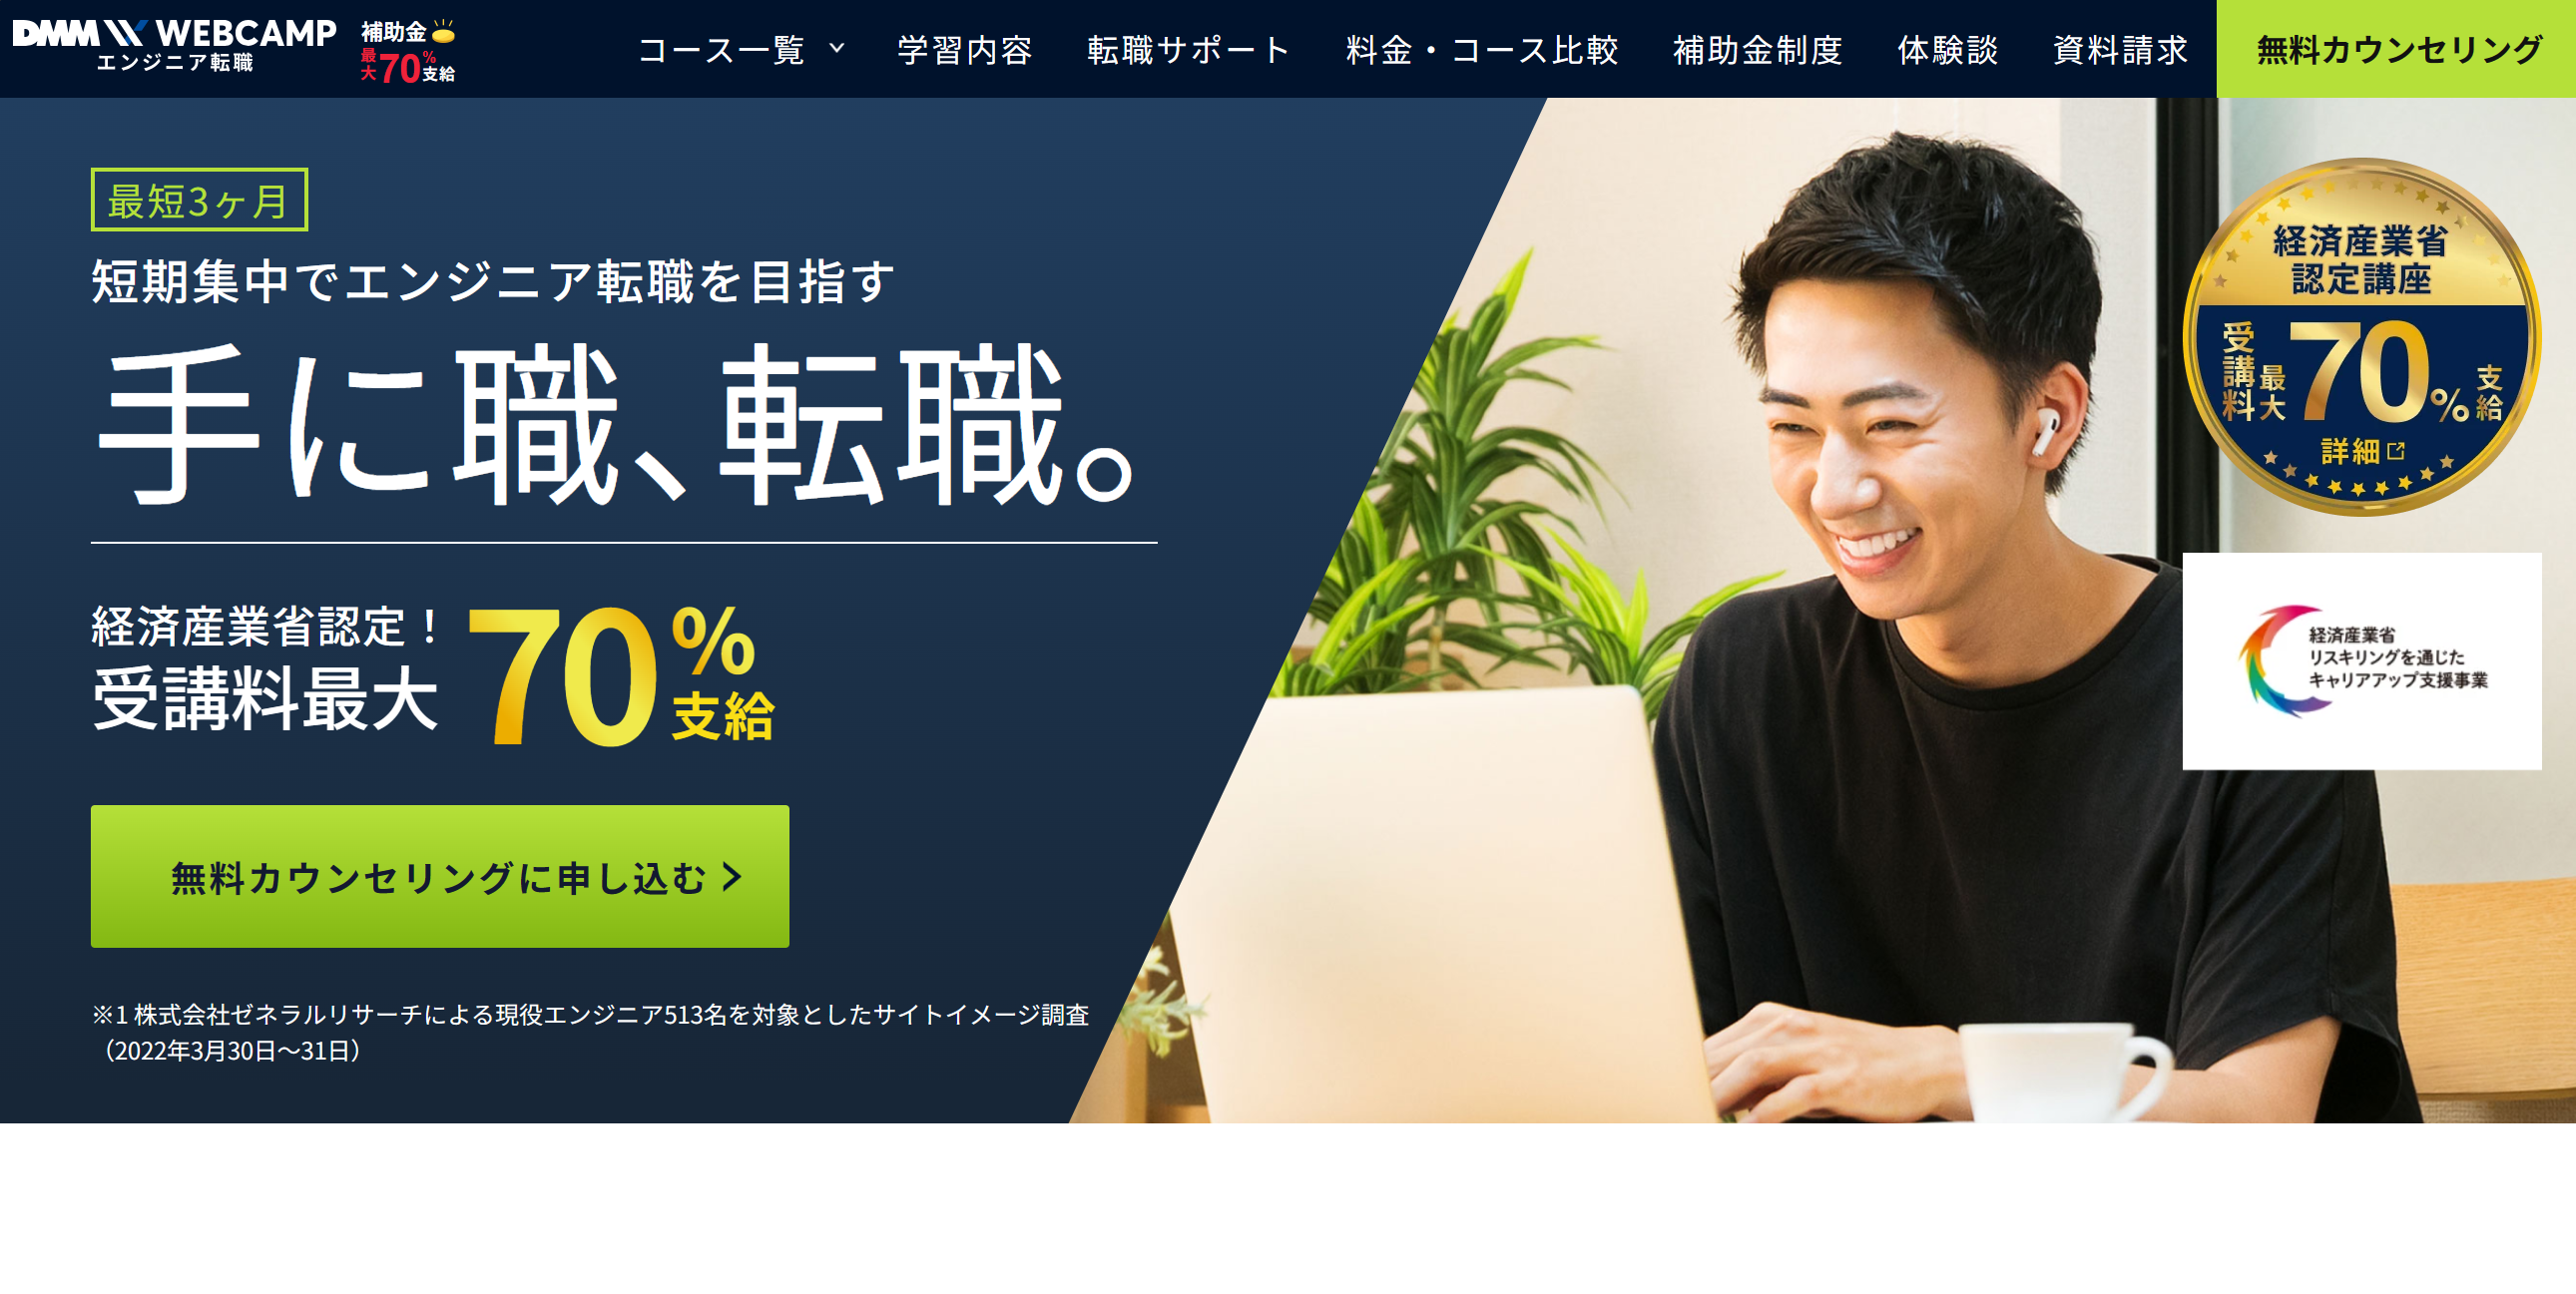 DMM WEBCAMP
エンジニア転職
補助金
最大70%支給
コース一覧
学習内容
転職サポート
料金・コース比較
補助金制度
体験談
資料請求
無料カウンセリング
最短3ヶ月
短期集中でエンジニア転職を目指す
手に職、転職。
経済産業省認定！
受講料最大70%支給
無料カウンセリングに申し込む
※1 株式会社ゼネラルリサーチによる現役エンジニア513名を対象としたサイトイメージ調査
（2022年3月30日〜31日）
経済産業省
認定講座
受講料最大70%支給
詳細
経済産業省
リスキリングを通じた
キャリアアップ支援事業